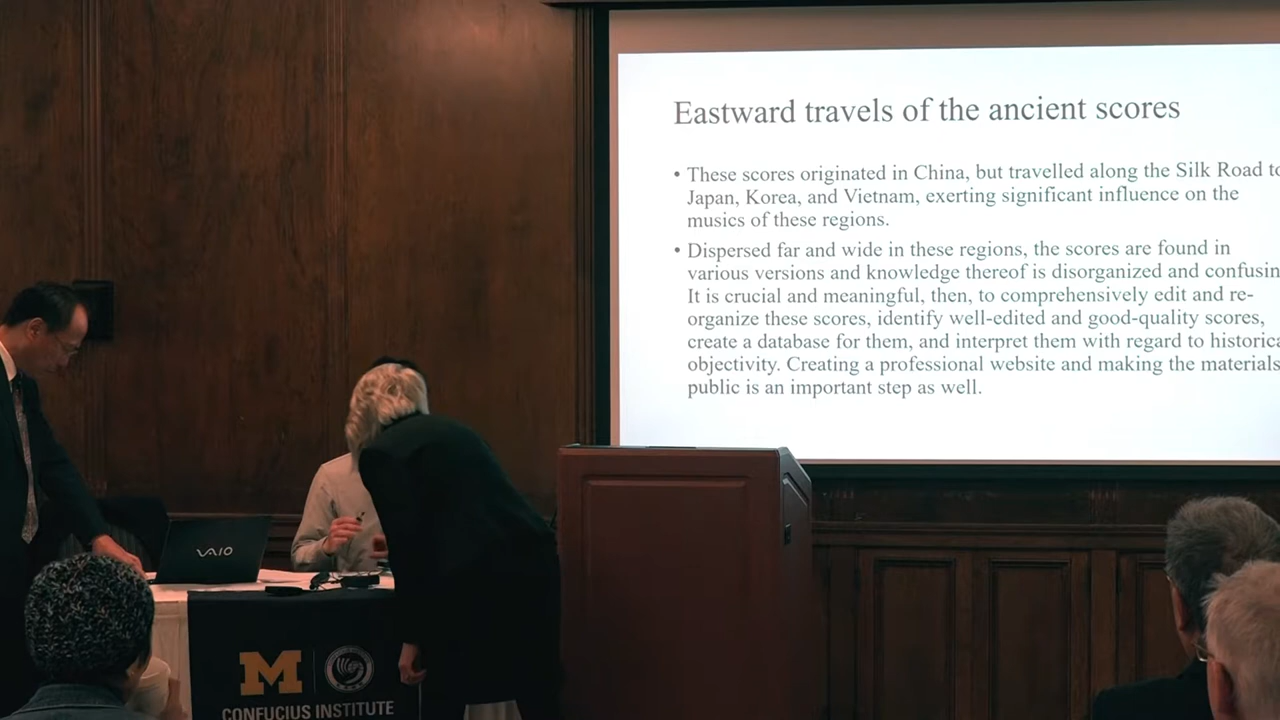 Eastward travels of the ancient scores
• These scores originated in China, but travelled along the Silk Road to
Japan, Korea, and Vietnam, exerting significant influence on the
musics of these regions.
• Dispersed far and wide in these regions, the scores are found in
various versions and knowledge thereof is disorganized and confusin
It is crucial and meaningful, then, to comprehensively edit and re-
organize these scores, identify well-edited and good-quality scores,
create a database for them, and interpret them with regard to historica
objectivity. Creating a professional website and making the materials
public is an important step as well.
VAIO
M
CONFUCIUS INSTITUTE